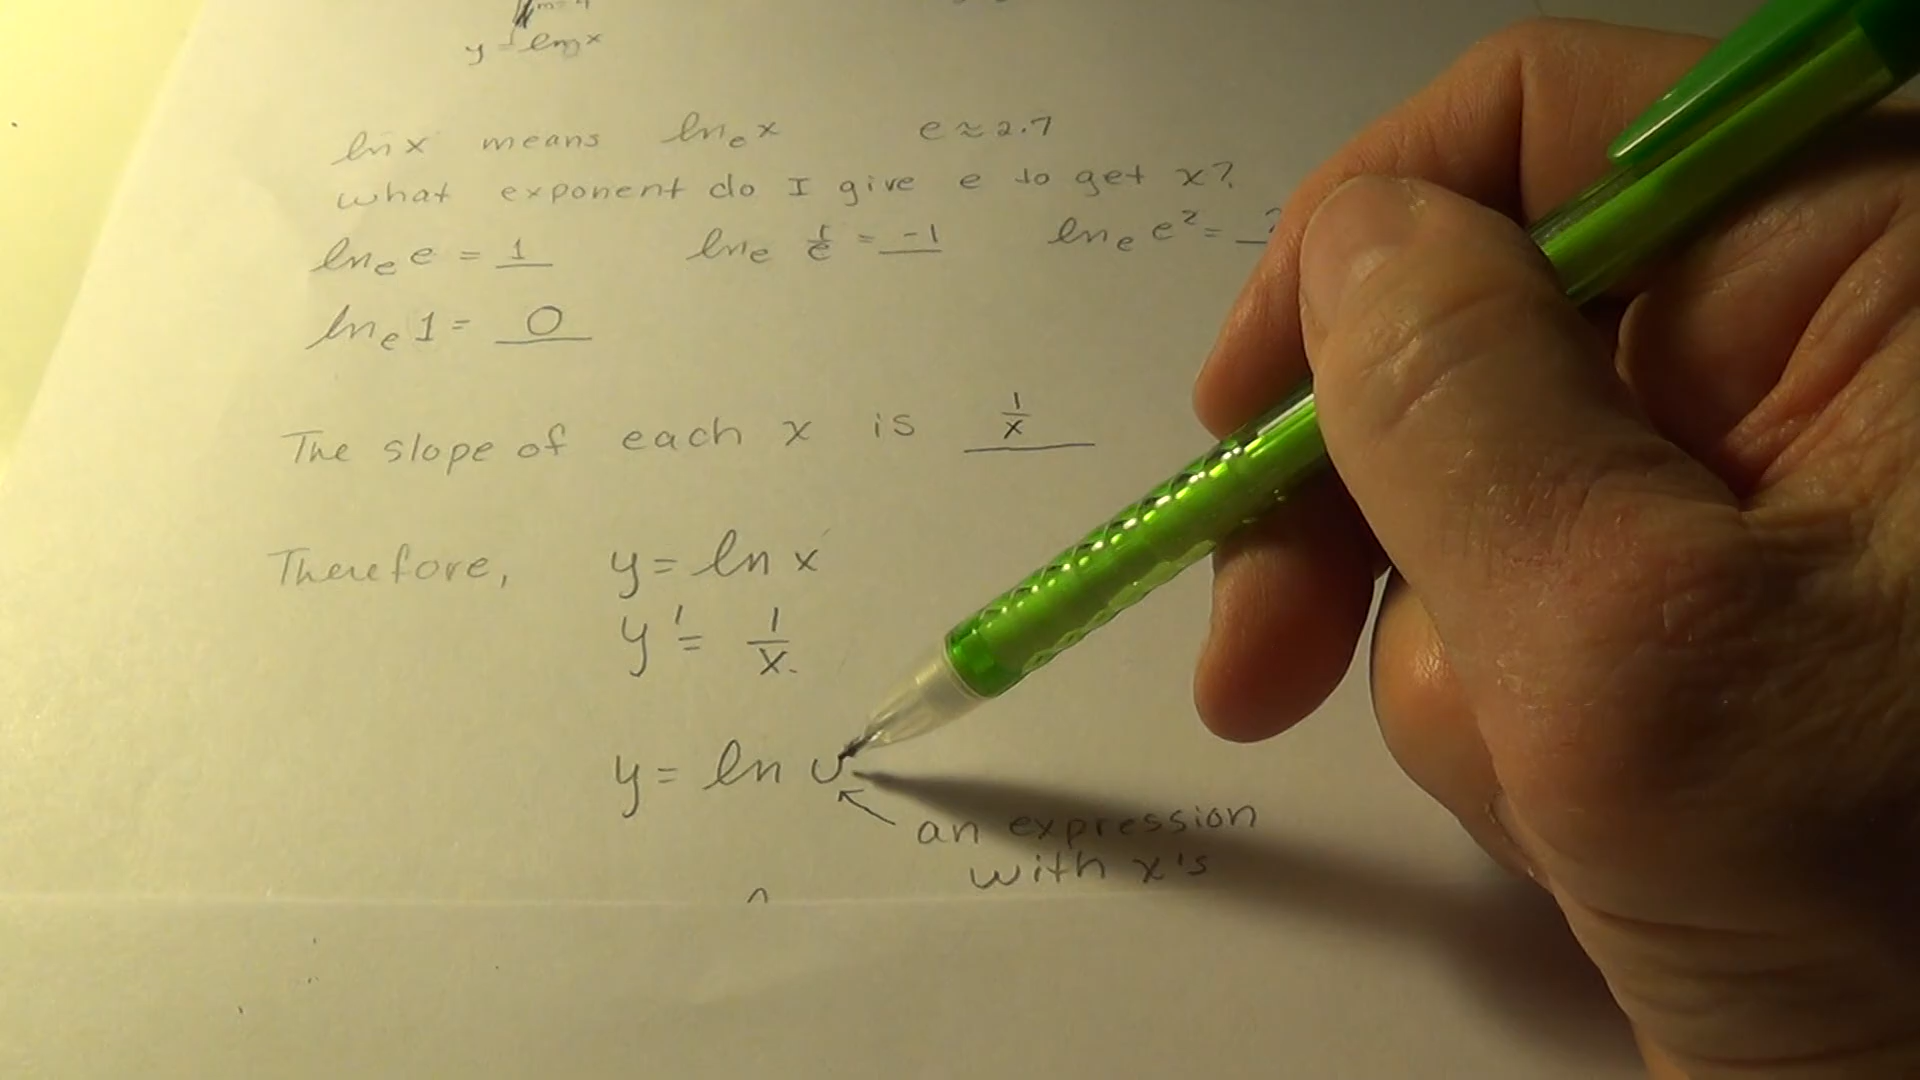 y = ln x
ln x means lnₑ x e ≈ 2.7
what exponent do I give e to get x?
lnₑ e = 1 lnₑ 1/e = -1 lnₑ e² = 2
lnₑ 1 = 0
The slope of each x is 1/x
Therefore, y = ln x
y' = 1/x
y = ln u
an expression
with x's